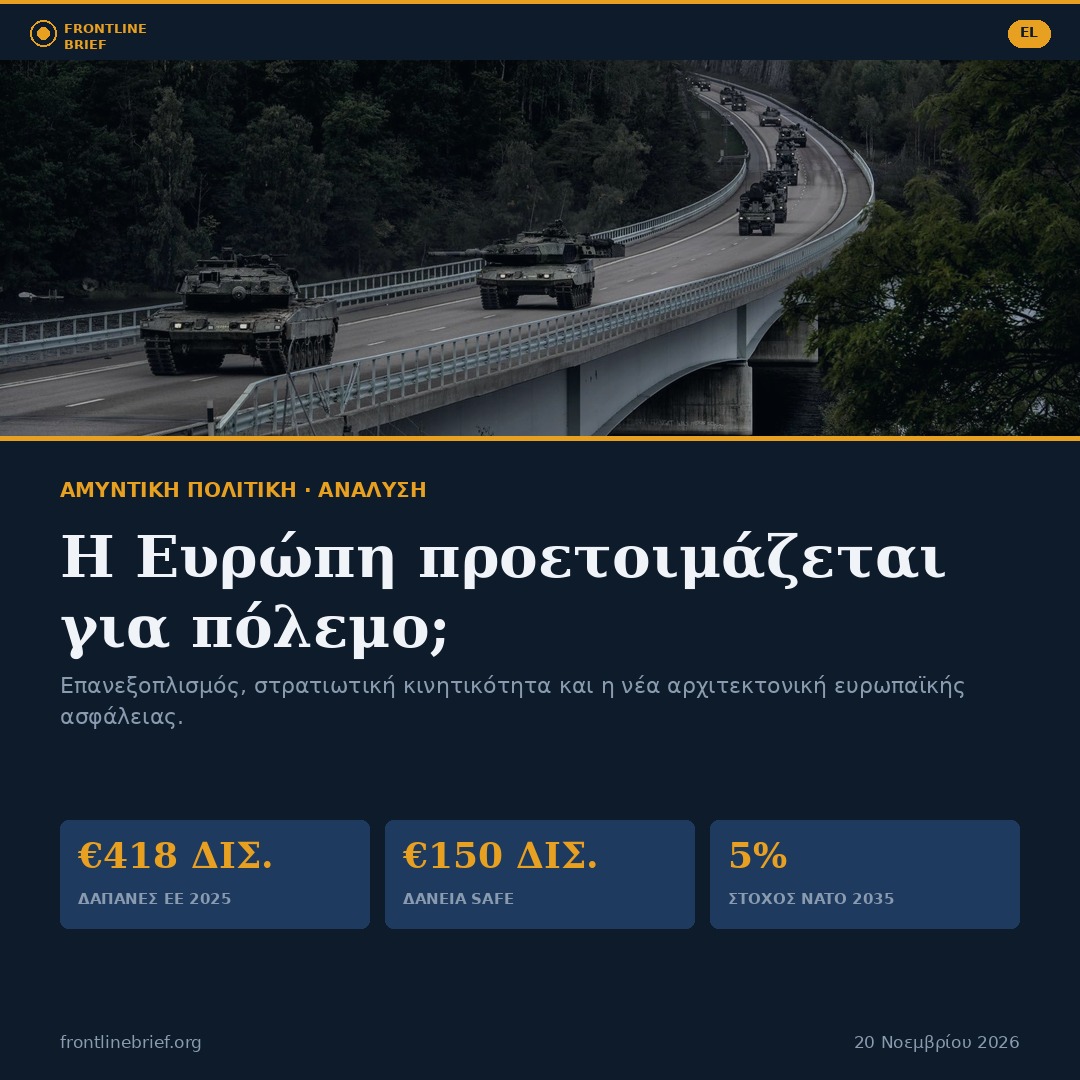 FRONTLINE
BRIEF
EL
ΑΜΥΝΤΙΚΗ ΠΟΛΙΤΙΚΗ · ΑΝΑΛΥΣΗ
Η Ευρώπη προετοιμάζεται
για πόλεμο;
Επανεξοπλισμός, στρατιωτική κινητικότητα και η νέα αρχιτεκτονική ευρωπαϊκής
ασφάλειας.
€418 ΔΙΣ.
ΔΑΠΑΝΕΣ ΕΕ 2025
€150 ΔΙΣ.
ΔΑΝΕΙΑ SAFE
5%
ΣΤΟΧΟΣ ΝΑΤΟ 2035
frontlinebrief.org
20 Νοεμβρίου 2026